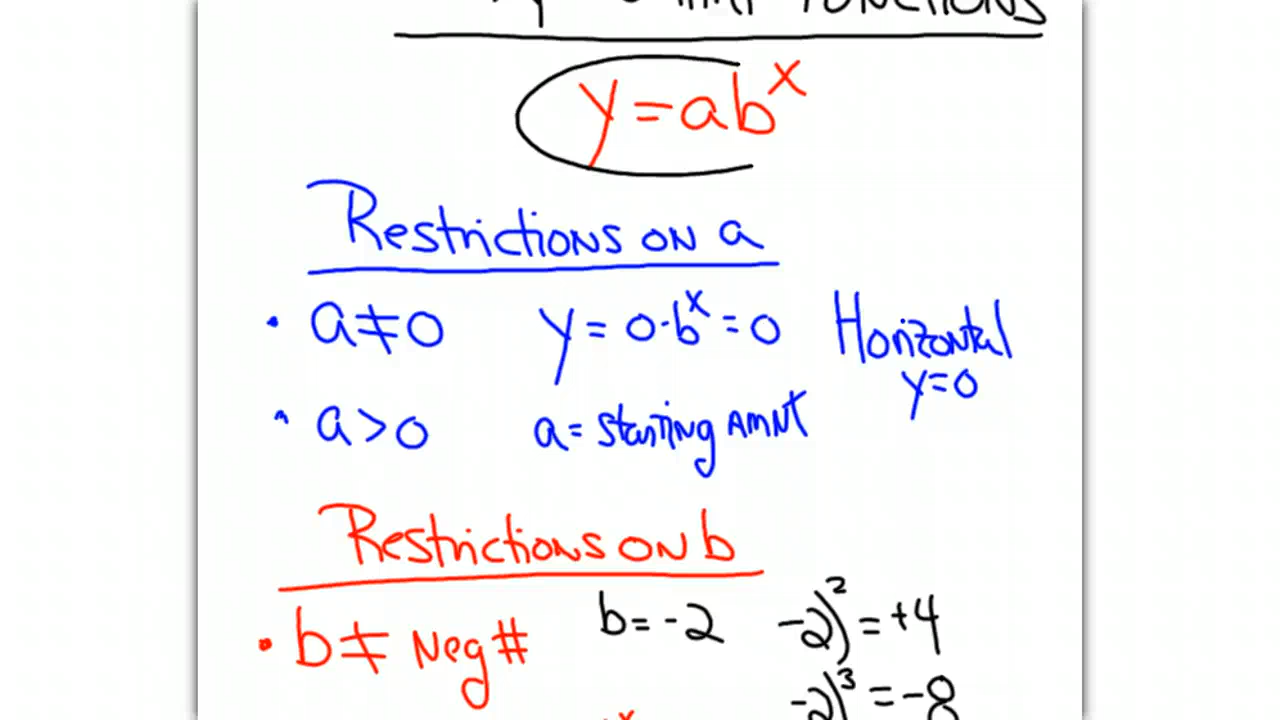 FUNCTIONS
y = ab^x
Restrictions on a
• a ≠ 0 y = 0·b^x = 0 Horizontal
y=0
• a > 0 a = starting AMNT
Restrictions on b
• b ≠ Neg # b = -2 -2)^2 = +4
-2)^3 = -8
x